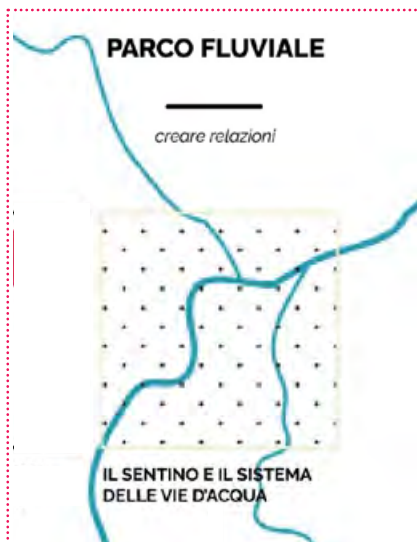 PARCO FLUVIALE
creare relazioni
IL SENTINO E IL SISTEMA
DELLE VIE D'ACQUA